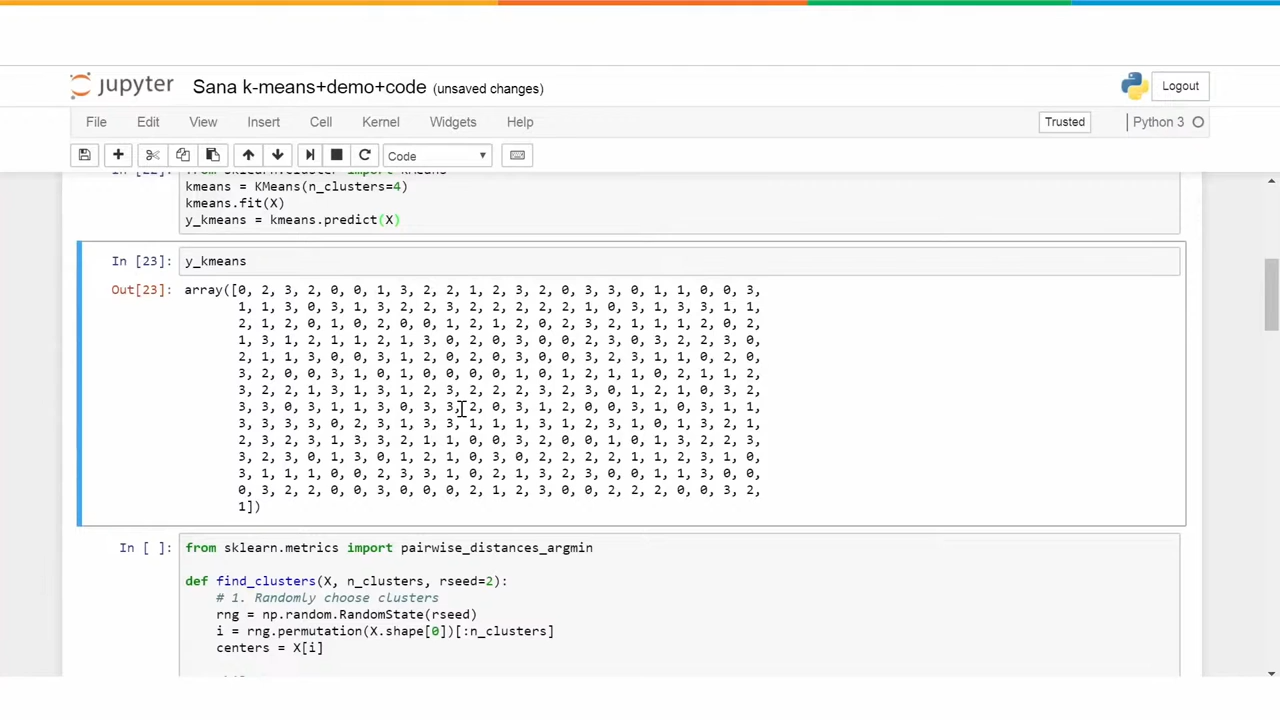 jupyter Sana k-means+demo+code (unsaved changes) Logout
File Edit View Insert Cell Kernel Widgets Help Trusted Python 3
Code
In [22]: from sklearn.cluster import KMeans
kmeans = KMeans(n_clusters=4)
kmeans.fit(X)
y_kmeans = kmeans.predict(X)
In [23]: y_kmeans
Out[23]: array([0, 2, 3, 2, 0, 0, 1, 3, 2, 2, 1, 2, 3, 2, 0, 3, 3, 0, 1, 1, 0, 0, 3,
1, 1, 3, 0, 3, 1, 3, 2, 2, 3, 2, 2, 2, 2, 1, 0, 3, 1, 3, 3, 1, 1,
2, 1, 2, 0, 1, 0, 2, 0, 0, 1, 2, 1, 2, 0, 2, 3, 2, 1, 1, 1, 2, 0, 2,
1, 3, 1, 2, 1, 1, 2, 1, 3, 0, 2, 0, 3, 0, 0, 2, 3, 0, 3, 2, 2, 3, 0,
2, 1, 1, 3, 0, 0, 3, 1, 2, 0, 2, 0, 3, 0, 0, 3, 2, 3, 1, 1, 0, 2, 0,
3, 2, 0, 0, 3, 1, 0, 1, 0, 0, 0, 0, 1, 0, 1, 2, 1, 1, 0, 2, 1, 1, 2,
3, 2, 2, 1, 3, 1, 3, 1, 2, 3, 2, 2, 2, 3, 2, 3, 0, 1, 2, 1, 0, 3, 2,
3, 3, 0, 3, 1, 1, 3, 0, 3, 3, 2, 0, 3, 1, 2, 0, 0, 3, 1, 0, 3, 1, 1,
3, 3, 3, 3, 0, 2, 3, 1, 3, 3, 1, 1, 1, 3, 1, 2, 3, 1, 0, 1, 3, 2, 1,
2, 3, 2, 3, 1, 3, 3, 2, 1, 1, 0, 0, 3, 2, 0, 0, 1, 0, 1, 3, 2, 2, 3,
3, 2, 3, 0, 1, 3, 0, 1, 2, 1, 0, 3, 0, 2, 2, 2, 2, 1, 1, 2, 3, 1, 0,
3, 1, 1, 1, 0, 0, 2, 3, 3, 1, 0, 2, 1, 3, 2, 3, 0, 0, 1, 1, 3, 0, 0,
0, 3, 2, 2, 0, 0, 3, 0, 0, 0, 2, 1, 2, 3, 0, 0, 2, 2, 2, 0, 0, 3, 2,
1])
In [ ]: from sklearn.metrics import pairwise_distances_argmin
def find_clusters(X, n_clusters, rseed=2):
# 1. Randomly choose clusters
rng = np.random.RandomState(rseed)
i = rng.permutation(X.shape[0])[:n_clusters]
centers = X[i]